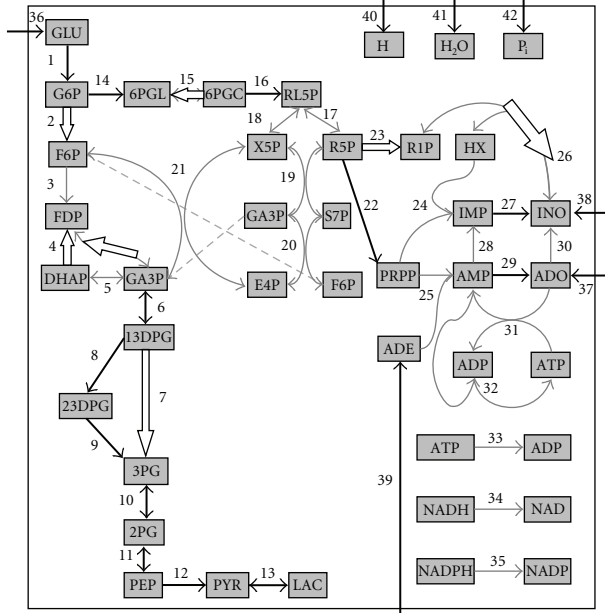 36 GLU 40 H 41 H₂O 42 Pᵢ
1
G6P 14 6PGL 15 6PGC 16 RL5P
2 18 17
F6P 21 X5P R5P 23 R1P HX 26
3 19 22
FDP GA3P S7P 24 IMP 27 INO 38
4 20 28 30
DHAP 5 GA3P E4P F6P PRPP 25 AMP 29 ADO 37
6
13DPG 31
8 7 ADE ADP ATP
32
23DPG
9 33
3PG ATP ADP
10 39
34
2PG NADH NAD
11
35
PEP 12 PYR 13 LAC NADPH NADP